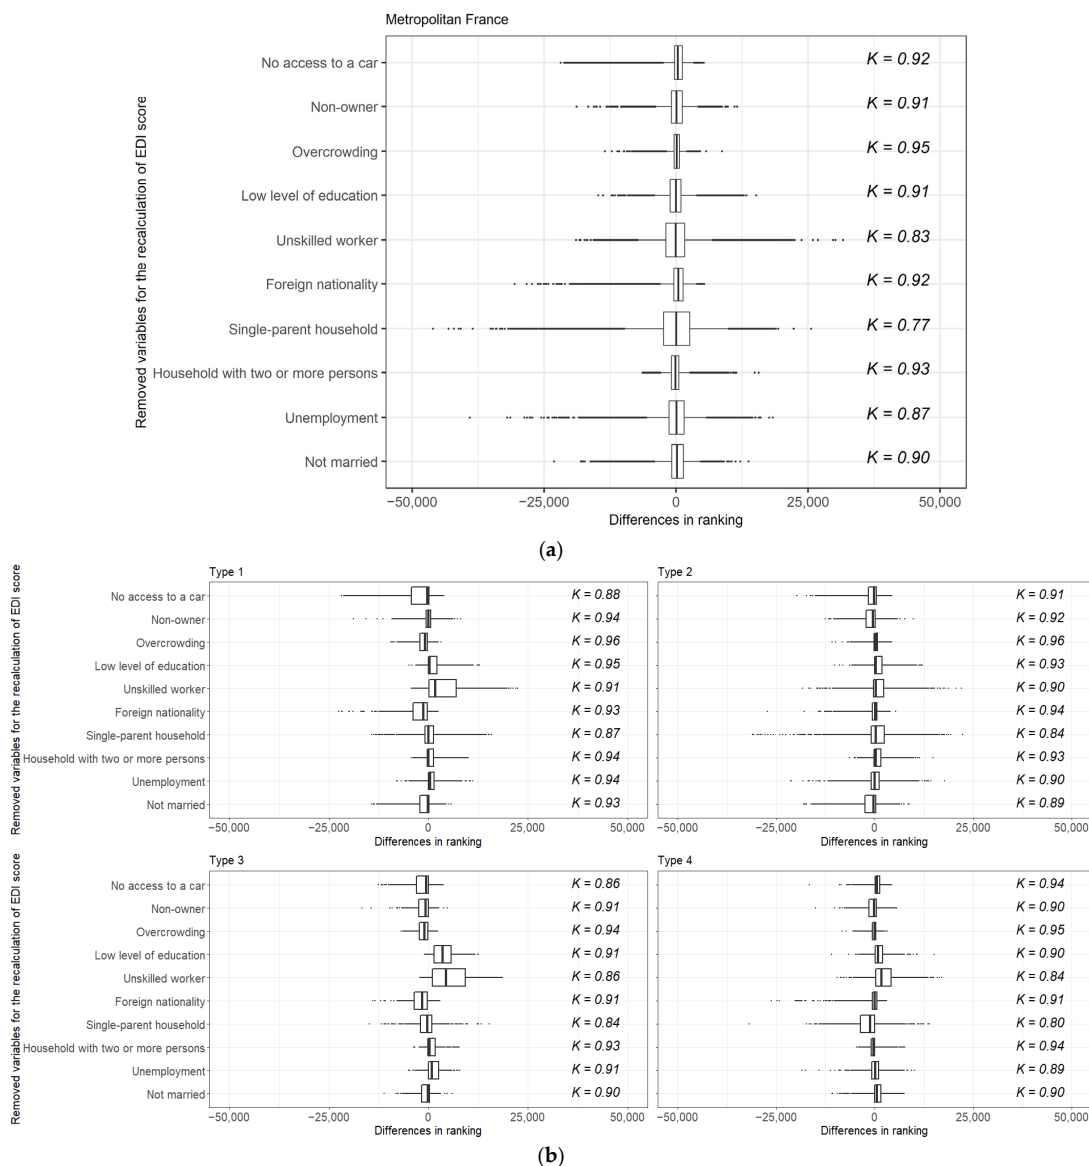 Metropolitan France
Removed variables for the recalculation of EDI score
No access to a car K = 0.92
Non-owner K = 0.91
Overcrowding K = 0.95
Low level of education K = 0.91
Unskilled worker K = 0.83
Foreign nationality K = 0.92
Single-parent household K = 0.77
Household with two or more persons K = 0.93
Unemployment K = 0.87
Not married K = 0.90
−50,000 −25,000 0 25,000 50,000
Differences in ranking
(a)
Type 1
Removed variables for the recalculation of EDI score
No access to a car K = 0.88
Non-owner K = 0.94
Overcrowding K = 0.96
Low level of education K = 0.95
Unskilled worker K = 0.91
Foreign nationality K = 0.93
Single-parent household K = 0.87
Household with two or more persons K = 0.94
Unemployment K = 0.94
Not married K = 0.93
−50,000 −25,000 0 25,000 50,000
Differences in ranking
Type 2
K = 0.91
K = 0.92
K = 0.96
K = 0.93
K = 0.90
K = 0.94
K = 0.84
K = 0.93
K = 0.90
K = 0.89
−50,000 −25,000 0 25,000 50,000
Differences in ranking
Type 3
Removed variables for the recalculation of EDI score
No access to a car K = 0.86
Non-owner K = 0.91
Overcrowding K = 0.94
Low level of education K = 0.91
Unskilled worker K = 0.86
Foreign nationality K = 0.91
Single-parent household K = 0.84
Household with two or more persons K = 0.93
Unemployment K = 0.91
Not married K = 0.90
−50,000 −25,000 0 25,000 50,000
Differences in ranking
Type 4
K = 0.94
K = 0.90
K = 0.95
K = 0.90
K = 0.84
K = 0.91
K = 0.80
K = 0.94
K = 0.89
K = 0.90
−50,000 −25,000 0 25,000 50,000
Differences in ranking
(b)